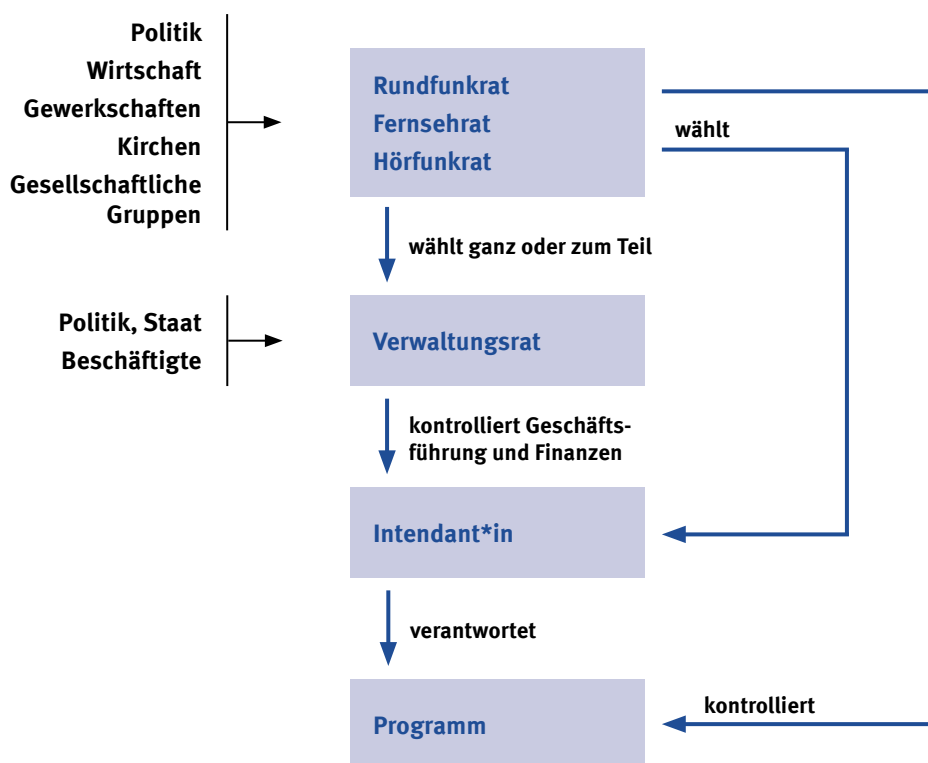 Politik
Wirtschaft
Gewerkschaften
Kirchen
Gesellschaftliche
Gruppen
Rundfunkrat
Fernsehrat
Hörfunkrat
wählt
wählt ganz oder zum Teil
Politik, Staat
Beschäftigte
Verwaltungsrat
kontrolliert Geschäfts-
führung und Finanzen
Intendant*in
verantwortet
Programm
kontrolliert